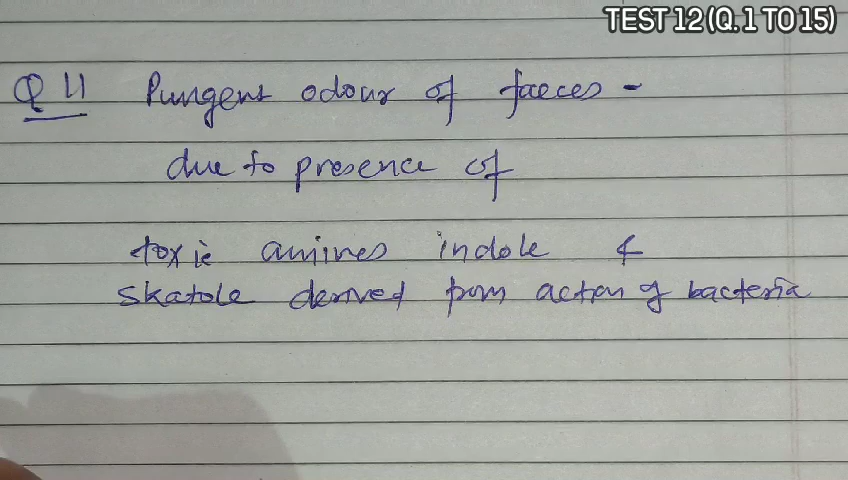 TEST 12 (Q. 1 TO 15)
Q 11 Pungent odour of faeces -
due to presence of
toxic amines indole &
skatole derived from action of bacteria